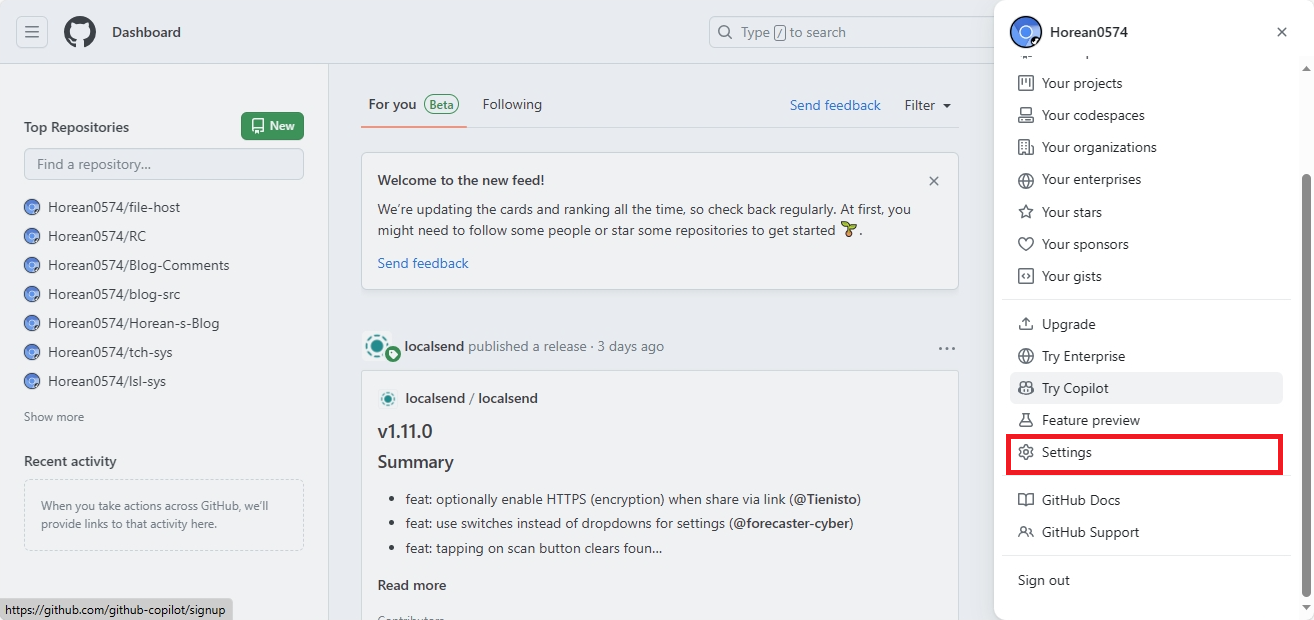 Dashboard
Type / to search
Top Repositories
New
Find a repository...
Horean0574/file-host
Horean0574/RC
Horean0574/Blog-Comments
Horean0574/blog-src
Horean0574/Horean-s-Blog
Horean0574/tch-sys
Horean0574/lsl-sys
Show more
Recent activity
When you take actions across GitHub, we'll
provide links to that activity here.
https://github.com/github-copilot/signup
For you Beta
Following
Send feedback
Filter
Welcome to the new feed!
We're updating the cards and ranking all the time, so check back regularly. At first, you
might need to follow some people or star some repositories to get started 🌱.
Send feedback
localsend published a release · 3 days ago
localsend / localsend
v1.11.0
Summary
• feat: optionally enable HTTPS (encryption) when share via link (@Tienisto)
• feat: use switches instead of dropdowns for settings (@forecaster-cyber)
• feat: tapping on scan button clears foun...
Read more
Contributors
Horean0574
Your projects
Your codespaces
Your organizations
Your enterprises
Your stars
Your sponsors
Your gists
Upgrade
Try Enterprise
Try Copilot
Feature preview
Settings
GitHub Docs
GitHub Support
Sign out